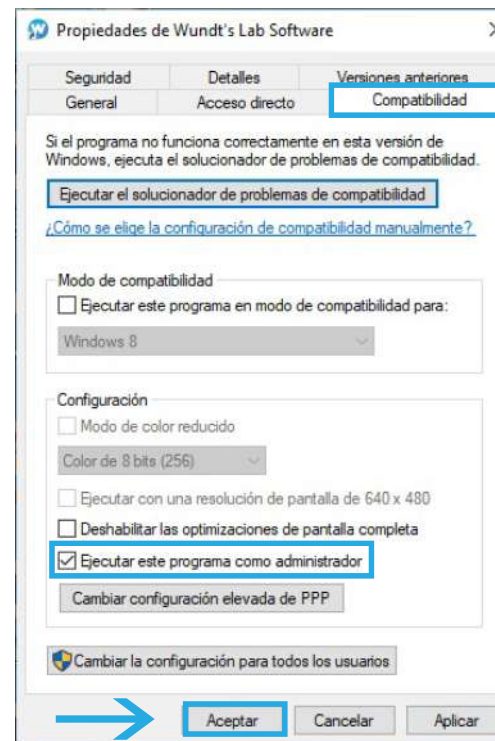 Propiedades de Wundt's Lab Software
Seguridad Detalles Versiones anteriores
General Acceso directo Compatibilidad
Si el programa no funciona correctamente en esta versión de
Windows, ejecuta el solucionador de problemas de compatibilidad.
Ejecutar el solucionador de problemas de compatibilidad
¿Cómo se elige la configuración de compatibilidad manualmente?
Modo de compatibilidad
Ejecutar este programa en modo de compatibilidad para:
Windows 8
Configuración
Modo de color reducido
Color de 8 bits (256)
Ejecutar con una resolución de pantalla de 640 x 480
Deshabilitar las optimizaciones de pantalla completa
Ejecutar este programa como administrador
Cambiar configuración elevada de PPP
Cambiar la configuración para todos los usuarios
Aceptar Cancelar Aplicar